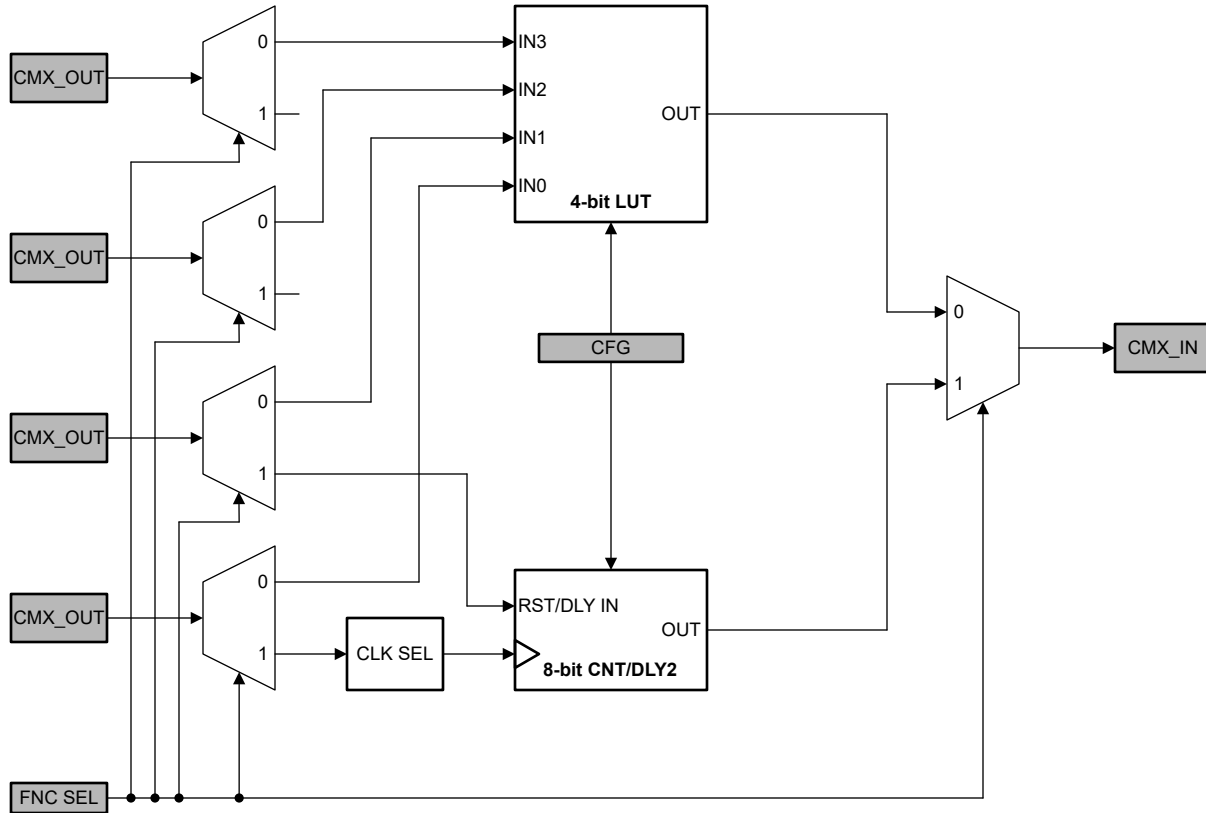 CMX_OUT
0
1
CMX_OUT
0
1
CMX_OUT
0
1
CMX_OUT
0
1
CLK SEL
FNC SEL
IN3
IN2
IN1
IN0
OUT
4-bit LUT
CFG
RST/DLY IN
OUT
8-bit CNT/DLY2
0
1
CMX_IN